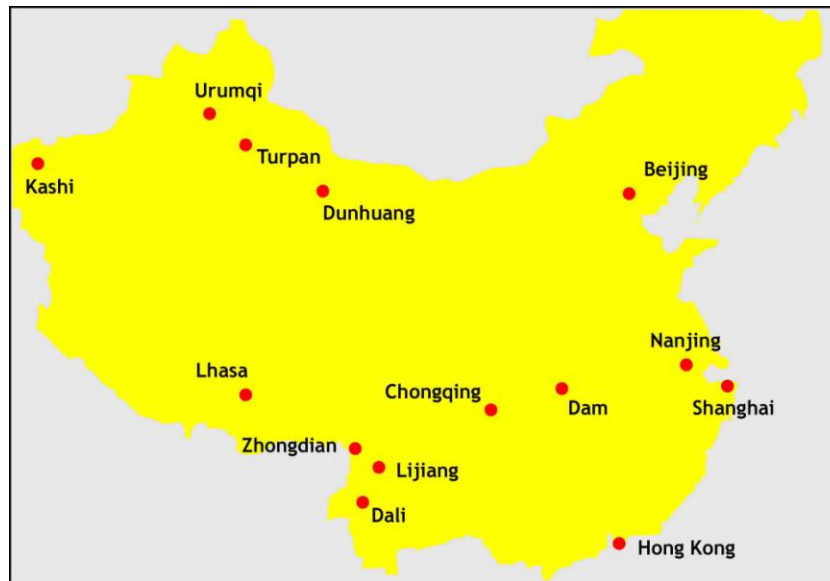 Urumqi
Turpan
Kashi
Beijing
Dunhuang
Nanjing
Lhasa
Chongqing
Dam
Shanghai
Zhongdian
Lijiang
Dali
Hong Kong